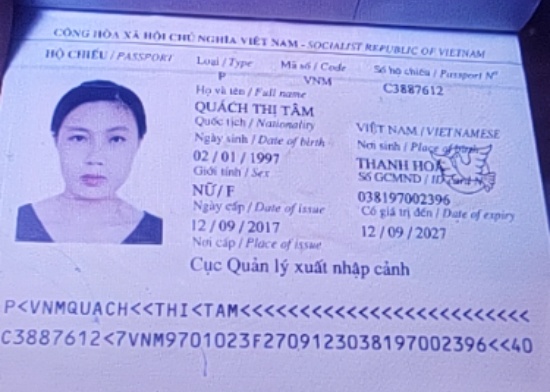 CỘNG HÒA XÃ HỘI CHỦ NGHĨA VIỆT NAM - SOCIALIST REPUBLIC OF VIETNAM
HỘ CHIẾU / PASSPORT Loại / Type Mã số / Code Số hộ chiếu / Passport Nº
P VNM C3887612
Họ và tên / Full name
QUÁCH THỊ TÂM
Quốc tịch / Nationality VIỆT NAM / VIETNAMESE
Ngày sinh / Date of birth Nơi sinh / Place of birth
02 / 01 / 1997 THANH HOÁ
Giới tính / Sex Số GCMND / ID card Nº
NỮ / F 038197002396
Ngày cấp / Date of issue Có giá trị đến / Date of expiry
12 / 09 / 2017 12 / 09 / 2027
Nơi cấp / Place of issue
Cục Quản lý xuất nhập cảnh
P<VNMQUACH<<THI<TAM<<<<<<<<<<<<<<<<<<<<<<<<<
C3887612<7VNM9701023F2709123038197002396<<40